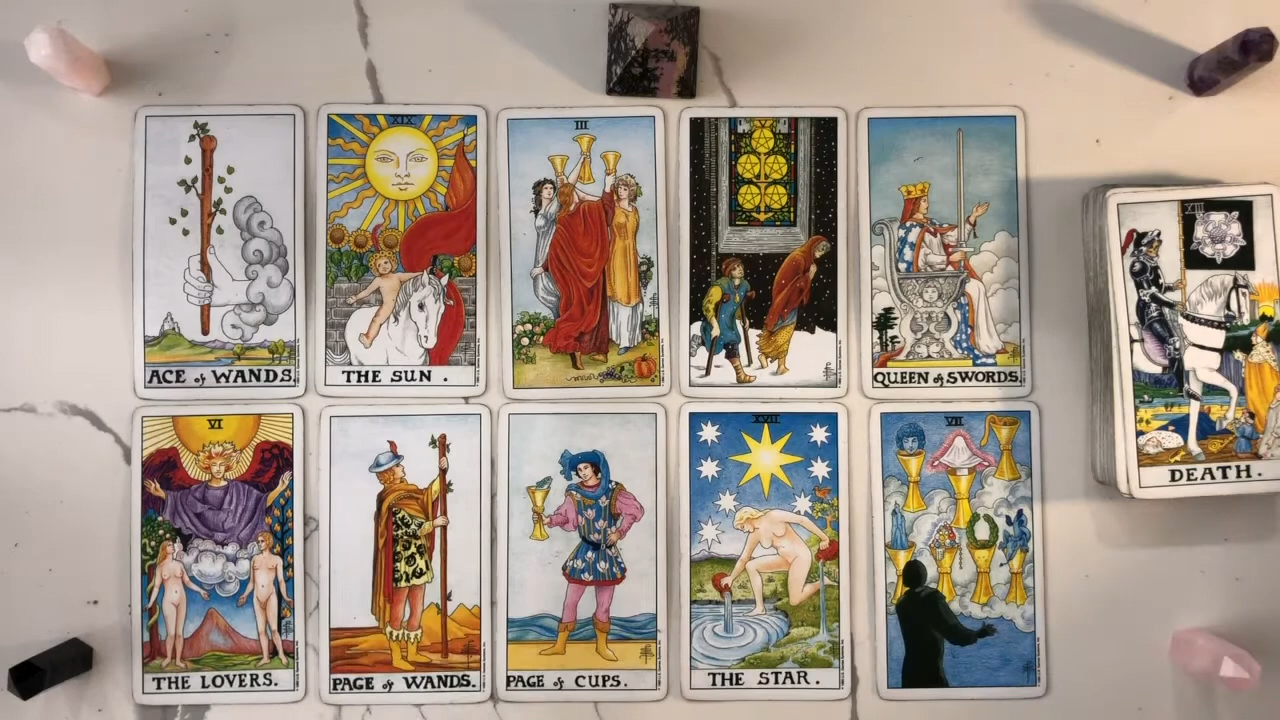 ACE of WANDS.
XIX
THE SUN.
III
QUEEN of SWORDS.
XIII
DEATH.
VI
THE LOVERS.
PAGE of WANDS.
PAGE of CUPS.
XVII
THE STAR.
VII